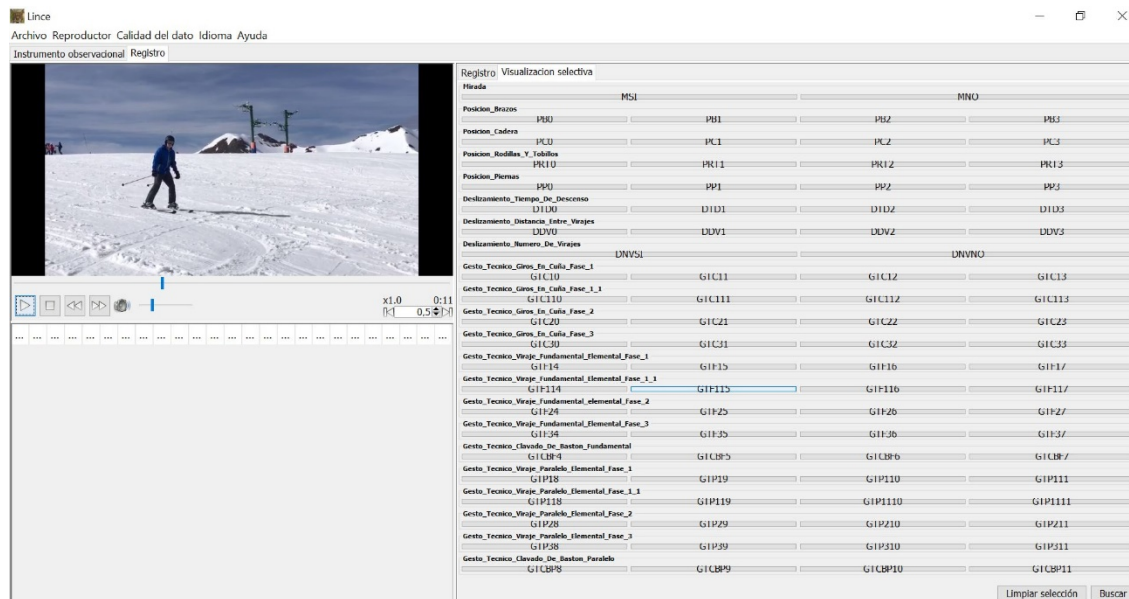 Lince
Archivo Reproductor Calidad del dato Idioma Ayuda
Instrumento observacional Registro
x1.0 0:11
0,5
... ... ... ... ... ... ... ... ... ... ... ... ... ... ... ... ... ... ... ... ... ... ... ...
Registro Visualizacion selectiva
Mirada
MSI MNO
Posicion_Brazos
PB0 PB1 PB2 PB3
Posicion_Cadera
PC0 PC1 PC2 PC3
Posicion_Rodillas_Y_Tobillos
PRT0 PRT1 PRT2 PRT3
Posicion_Piernas
PP0 PP1 PP2 PP3
Deslizamiento_Tiempo_De_Descenso
DTD0 DTD1 DTD2 DTD3
Deslizamiento_Distancia_Entre_Virajes
DDV0 DDV1 DDV2 DDV3
Deslizamiento_Numero_De_Virajes
DNVSI DNVNO
Gesto_Tecnico_Giros_En_Cuña_Fase_1
GTC10 GTC11 GTC12 GTC13
Gesto_Tecnico_Giros_En_Cuña_Fase_1_1
GTC110 GTC111 GTC112 GTC113
Gesto_Tecnico_Giros_En_Cuña_Fase_2
GTC20 GTC21 GTC22 GTC23
Gesto_Tecnico_Giros_En_Cuña_Fase_3
GTC30 GTC31 GTC32 GTC33
Gesto_Tecnico_Viraje_Fundamental_Elemental_Fase_1
GTF14 GTF15 GTF16 GTF17
Gesto_Tecnico_Viraje_Fundamental_Elemental_Fase_1_1
GTF114 GTF115 GTF116 GTF117
Gesto_Tecnico_Viraje_Fundamental_elemental_Fase_2
GTF24 GTF25 GTF26 GTF27
Gesto_Tecnico_Viraje_Fundamental_Elemental_Fase_3
GTF34 GTF35 GTF36 GTF37
Gesto_Tecnico_Clavado_De_Baston_Fundamental
GTCBF4 GTCBF5 GTCBF6 GTCBF7
Gesto_Tecnico_Viraje_Paralelo_Elemental_Fase_1
GTP18 GTP19 GTP110 GTP111
Gesto_Tecnico_Viraje_Paralelo_Elemental_Fase_1_1
GTP118 GTP119 GTP1110 GTP1111
Gesto_Tecnico_Viraje_Paralelo_Elemental_Fase_2
GTP28 GTP29 GTP210 GTP211
Gesto_Tecnico_Viraje_Paralelo_Elemental_Fase_3
GTP38 GTP39 GTP310 GTP311
Gesto_Tecnico_Clavado_De_Baston_Paralelo
GTCBP8 GTCBP9 GTCBP10 GTCBP11
Limpiar selección Buscar